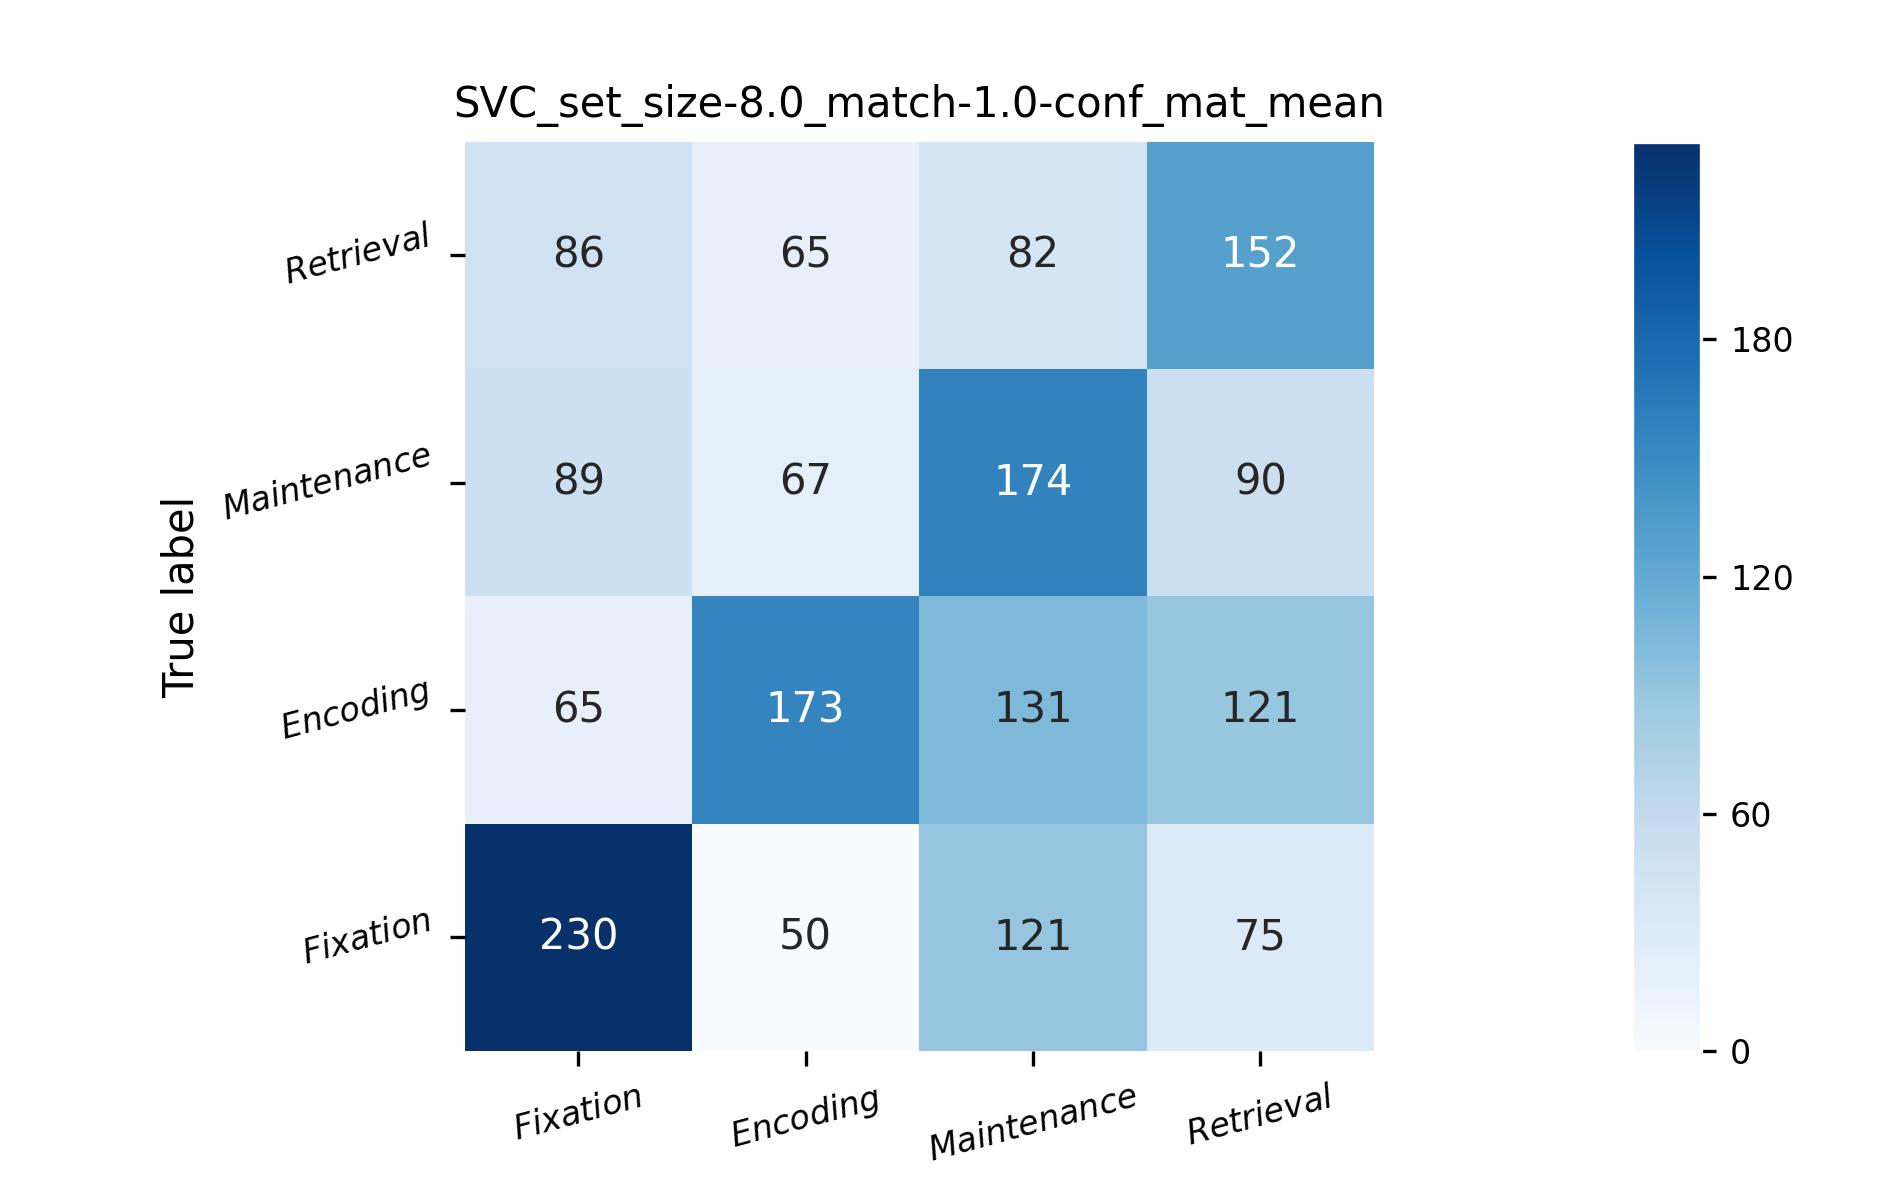 SVC_set_size-8.0_match-1.0-conf_mat_mean
True label
Retrieval 86 65 82 152
Maintenance 89 67 174 90
Encoding 65 173 131 121
Fixation 230 50 121 75
Fixation Encoding Maintenance Retrieval
180
120
60
0